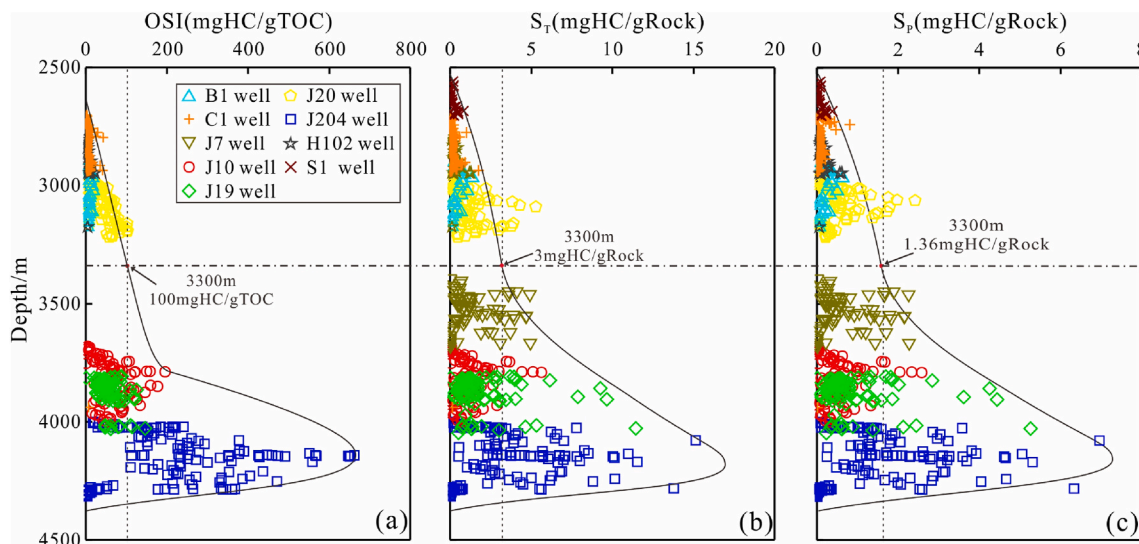 OSI(mgHC/gTOC)
S_T(mgHC/gRock)
S_P(mgHC/gRock)
0 200 400 600 800
0 5 10 15 20
0 2 4 6 8
2500
3000
3500
4000
4500
Depth/m
B1 well
J20 well
C1 well
J204 well
J7 well
H102 well
J10 well
S1 well
J19 well
3300m
100mgHC/gTOC
3300m
3mgHC/gRock
3300m
1.36mgHC/gRock
(a)
(b)
(c)